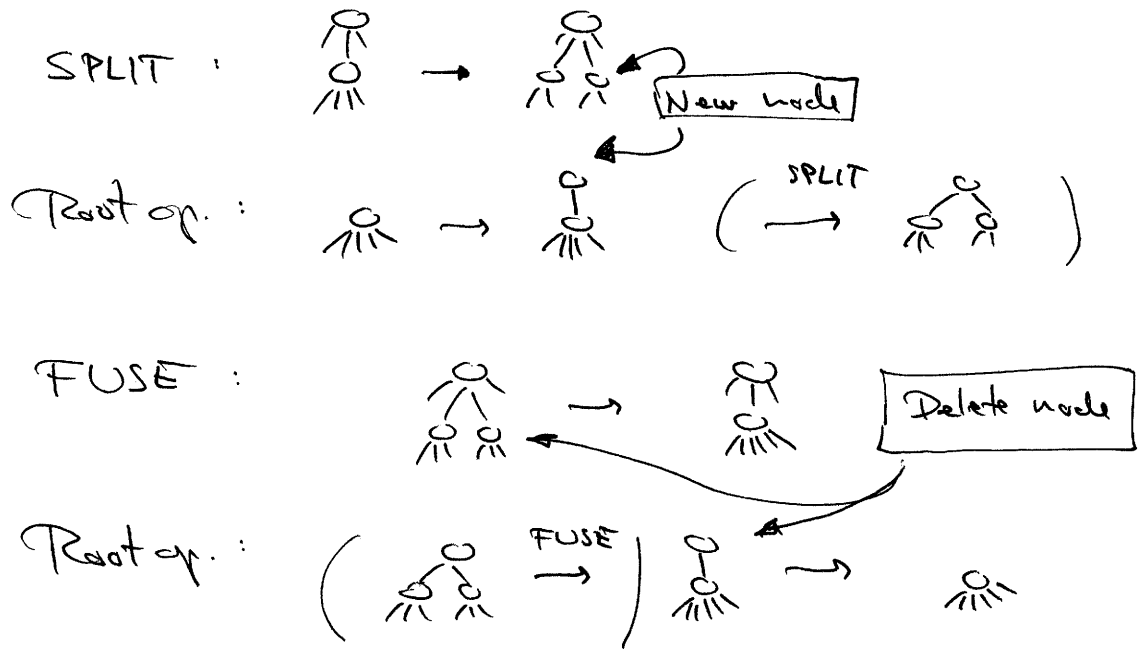 SPLIT :
New node
Root op. :
SPLIT
FUSE :
Delete node
Root op. :
FUSE